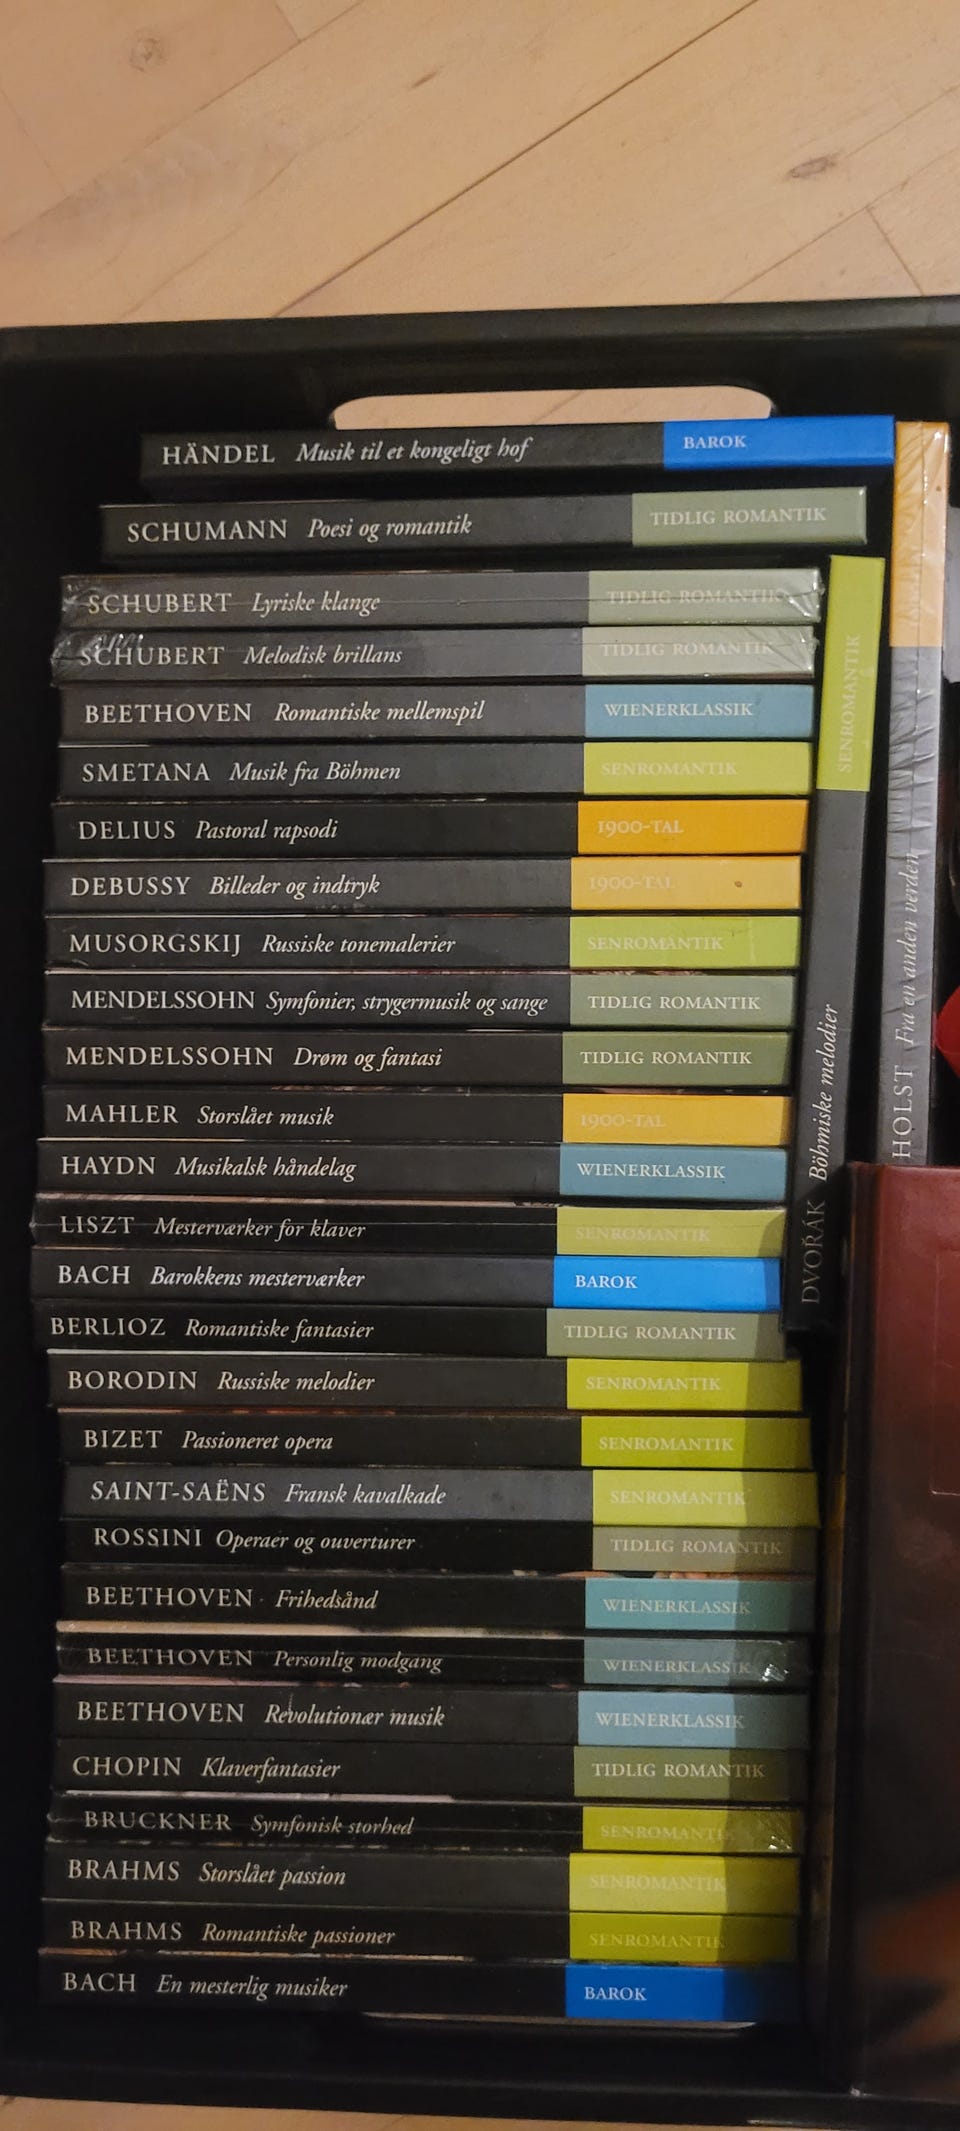 HÄNDEL Musik til et kongeligt hof BAROK
SCHUMANN Poesi og romantik TIDLIG ROMANTIK
SCHUBERT Lyriske klange TIDLIG ROMANTIK
SCHUBERT Melodisk brillans TIDLIG ROMANTIK
BEETHOVEN Romantiske mellemspil WIENERKLASSIK
SMETANA Musik fra Böhmen SENROMANTIK
DELIUS Pastoral rapsodi 1900-TAL
DEBUSSY Billeder og indtryk 1900-TAL
MUSORGSKIJ Russiske tonemalerier SENROMANTIK
MENDELSSOHN Symfonier, strygermusik og sange TIDLIG ROMANTIK
MENDELSSOHN Drøm og fantasi TIDLIG ROMANTIK
MAHLER Storslået musik 1900-TAL
HAYDN Musikalsk håndelag WIENERKLASSIK
LISZT Mesterværker for klaver SENROMANTIK
BACH Barokkens mesterværker BAROK
BERLIOZ Romantiske fantasier TIDLIG ROMANTIK
BORODIN Russiske melodier SENROMANTIK
BIZET Passioneret opera SENROMANTIK
SAINT-SAËNS Fransk kavalkade SENROMANTIK
ROSSINI Operaer og ouverturer TIDLIG ROMANTIK
BEETHOVEN Frihedsånd WIENERKLASSIK
BEETHOVEN Personlig modgang WIENERKLASSIK
BEETHOVEN Revolutionær musik WIENERKLASSIK
CHOPIN Klaverfantasier TIDLIG ROMANTIK
BRUCKNER Symfonisk storhed SENROMANTIK
BRAHMS Storslået passion SENROMANTIK
BRAHMS Romantiske passioner SENROMANTIK
BACH En mesterlig musiker BAROK
DVOŘÁK Böhmiske melodier SENROMANTIK
HOLST Fra en anden verden